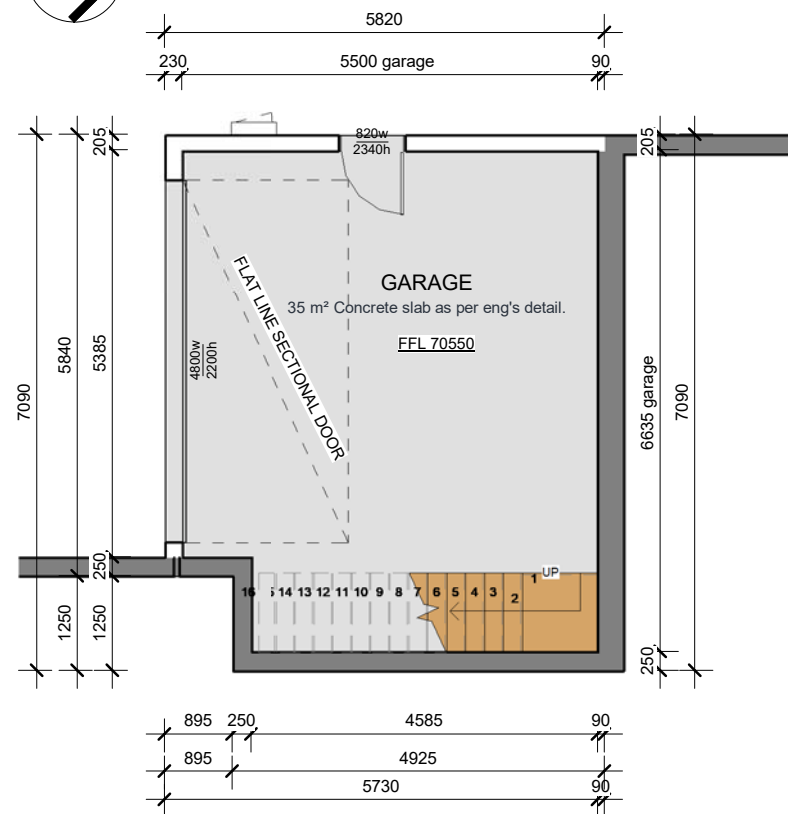 5820
230 5500 garage 90
820w
2340h
205
205
GARAGE
35 m² Concrete slab as per eng's detail.
FFL 70550
FLAT LINE SECTIONAL DOOR
4800w
2200h
7090
5840
5385
6635 garage
7090
250
1250
1250
250
UP
16 5 14 13 12 11 10 9 8 7 6 5 4 3 2 1
895 250 4585 90
895 4925
5730 90